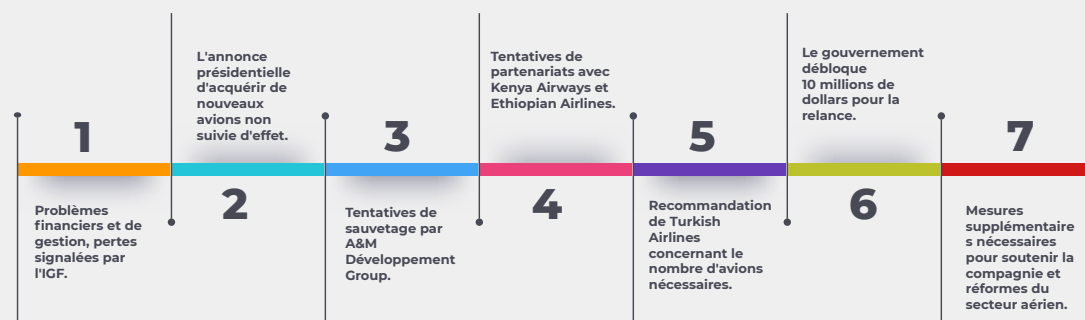 1
Problèmes
financiers et de
gestion, pertes
signalées par
l'IGF.
L'annonce
présidentielle
d'acquérir de
nouveaux
avions non
suivie d'effet.
2
3
Tentatives de
sauvetage par
A&M
Développement
Group.
Tentatives de
partenariats avec
Kenya Airways et
Ethiopian Airlines.
4
5
Recommandation
de Turkish
Airlines
concernant le
nombre d'avions
nécessaires.
Le gouvernement
débloque
10 millions de
dollars pour la
relance.
6
7
Mesures
supplémentaire
s nécessaires
pour soutenir la
compagnie et
réformes du
secteur aérien.